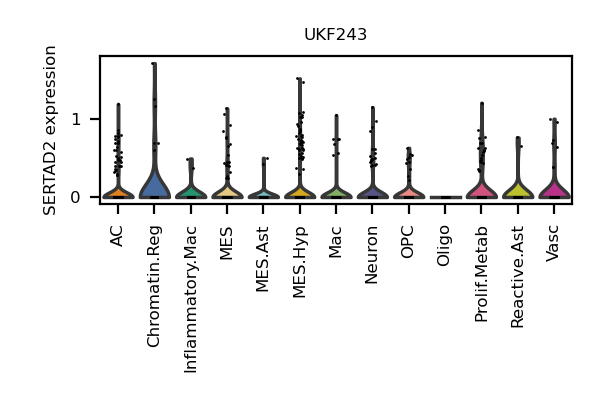 UKF243
SERTAD2 expression
1
0
AC
Chromatin.Reg
Inflammatory.Mac
MES
MES.Ast
MES.Hyp
Mac
Neuron
OPC
Oligo
Prolif.Metab
Reactive.Ast
Vasc